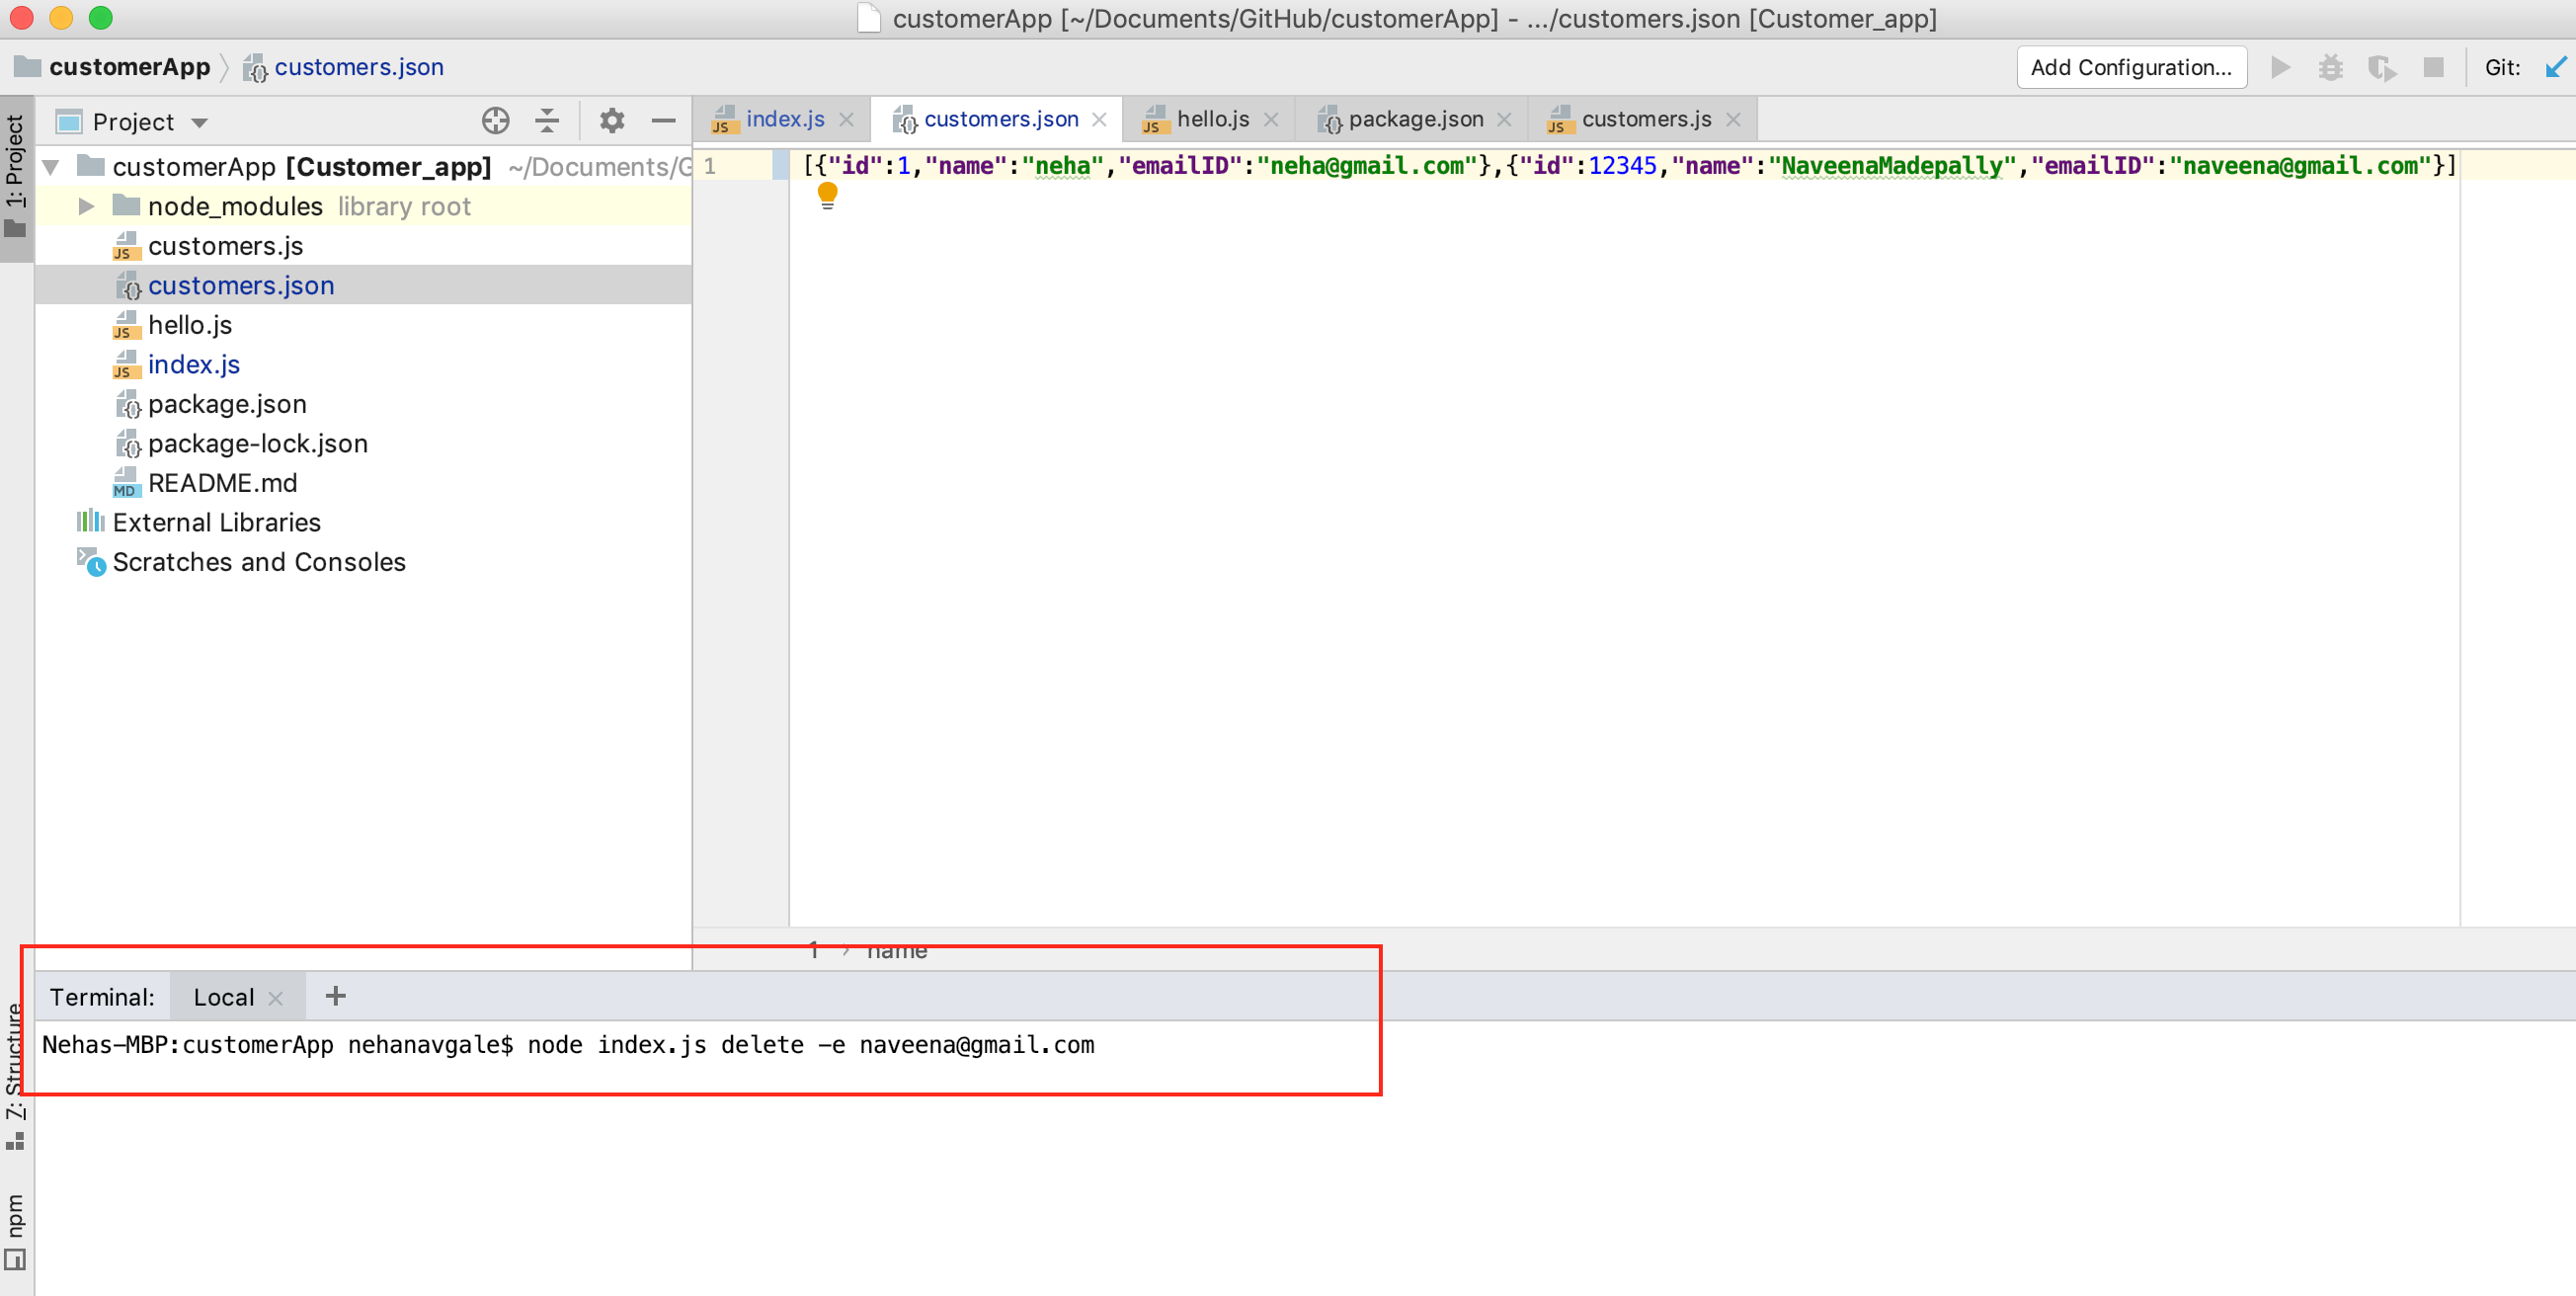 customerApp [~/Documents/GitHub/customerApp] - .../customers.json [Customer_app]
customerApp customers.json
Add Configuration... Git:
1: Project
Project
index.js customers.json hello.js package.json customers.js
customerApp [Customer_app] ~/Documents/G
node_modules library root
customers.js
customers.json
hello.js
index.js
package.json
package-lock.json
README.md
External Libraries
Scratches and Consoles
1 [{"id":1,"name":"neha","emailID":"neha@gmail.com"},{"id":12345,"name":"NaveenaMadepally","emailID":"naveena@gmail.com"}]
1 › name
Terminal: Local +
Nehas-MBP:customerApp nehanavgale$ node index.js delete -e naveena@gmail.com
Z: Structure
npm